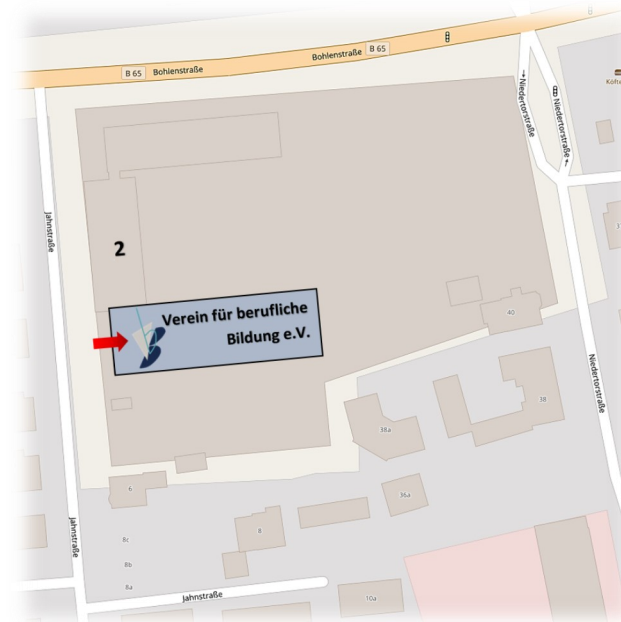 B 65 Bohlenstraße
Bohlenstraße B 65
Niedertorstraße
Niedertorstraße
Jahnstraße
2
Verein für berufliche
Bildung e.V.
40
Niedertorstraße
38
38a
36a
6
8
8c
8b
8a
Jahnstraße
Jahnstraße
10a